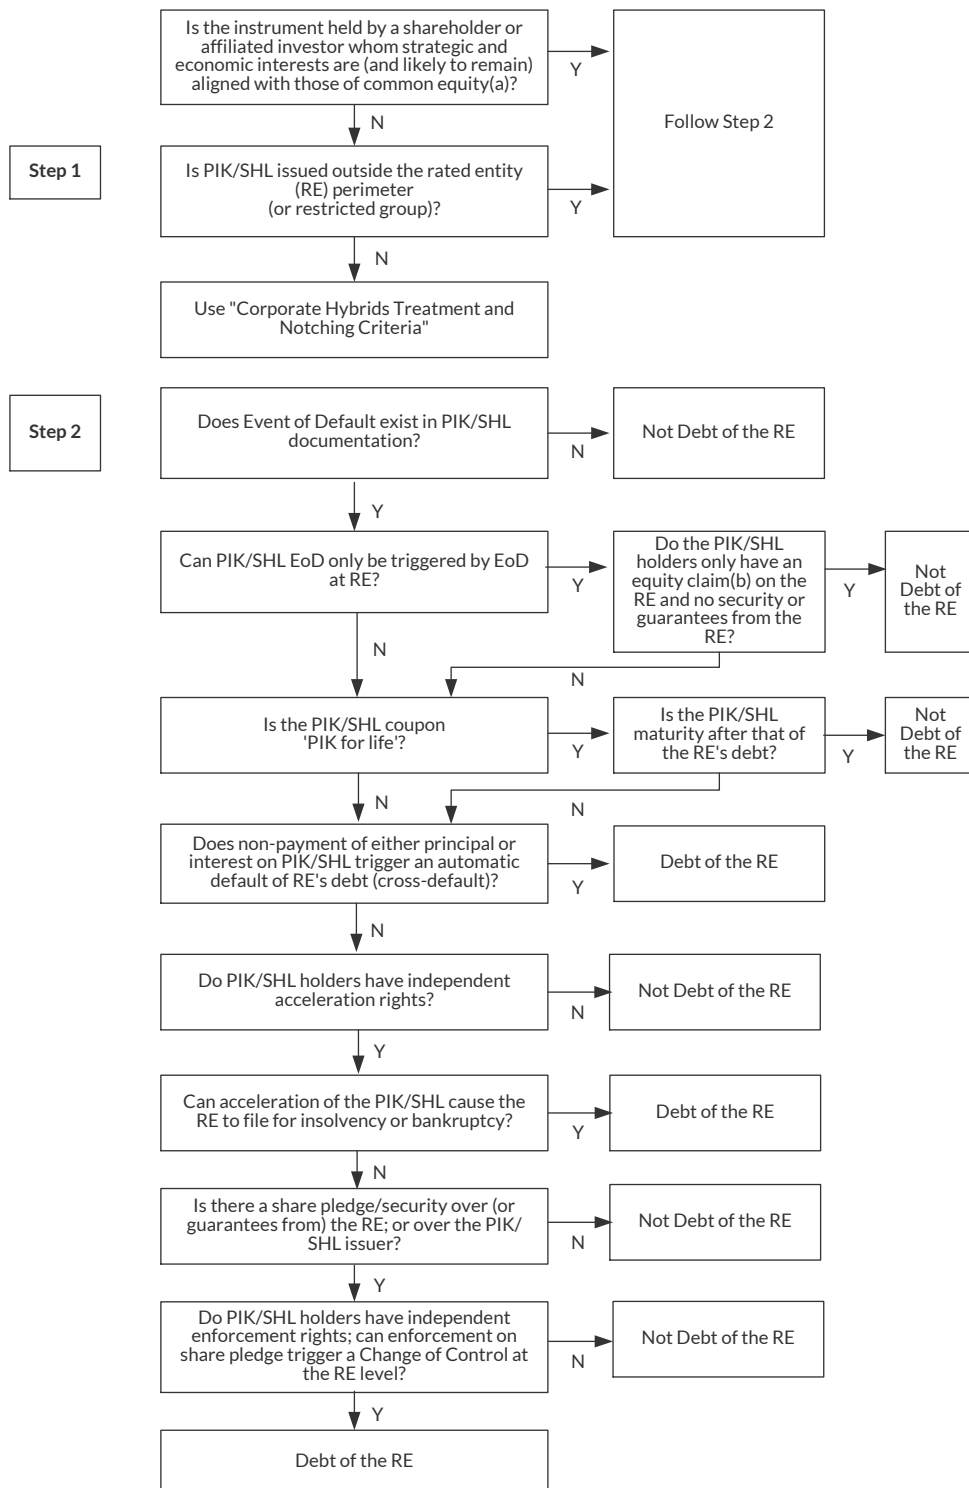 Is the instrument held by a shareholder or
affiliated investor whom strategic and
economic interests are (and likely to remain)
aligned with those of common equity(a)?
Y
Follow Step 2
N
Step 1
Is PIK/SHL issued outside the rated entity
(RE) perimeter
(or restricted group)?
Y
N
Use "Corporate Hybrids Treatment and
Notching Criteria"
Step 2
Does Event of Default exist in PIK/SHL
documentation?
N
Not Debt of the RE
Y
Can PIK/SHL EoD only be triggered by EoD
at RE?
Y
Do the PIK/SHL
holders only have an
equity claim(b) on
the RE and no security or
guarantees from the
RE?
Y
Not
Debt of
the RE
N
N
Is the PIK/SHL coupon
'PIK for life'?
Y
Is the PIK/SHL
maturity after that of
the RE's debt?
Y
Not
Debt of
the RE
N
N
Does non-payment of either principal or
interest on PIK/SHL trigger an automatic
default of RE's debt (cross-default)?
Y
Debt of the RE
N
Do PIK/SHL holders have independent
acceleration rights?
N
Not Debt of the RE
Y
Can acceleration of the PIK/SHL cause the
RE to file for insolvency or bankruptcy?
Y
Debt of the RE
N
Is there a share pledge/security over (or
guarantees from) the RE; or over the PIK/
SHL issuer?
N
Not Debt of the RE
Y
Do PIK/SHL holders have independent
enforcement rights; can enforcement on
share pledge trigger a Change of Control at
the RE level?
N
Not Debt of the RE
Y
Debt of the RE